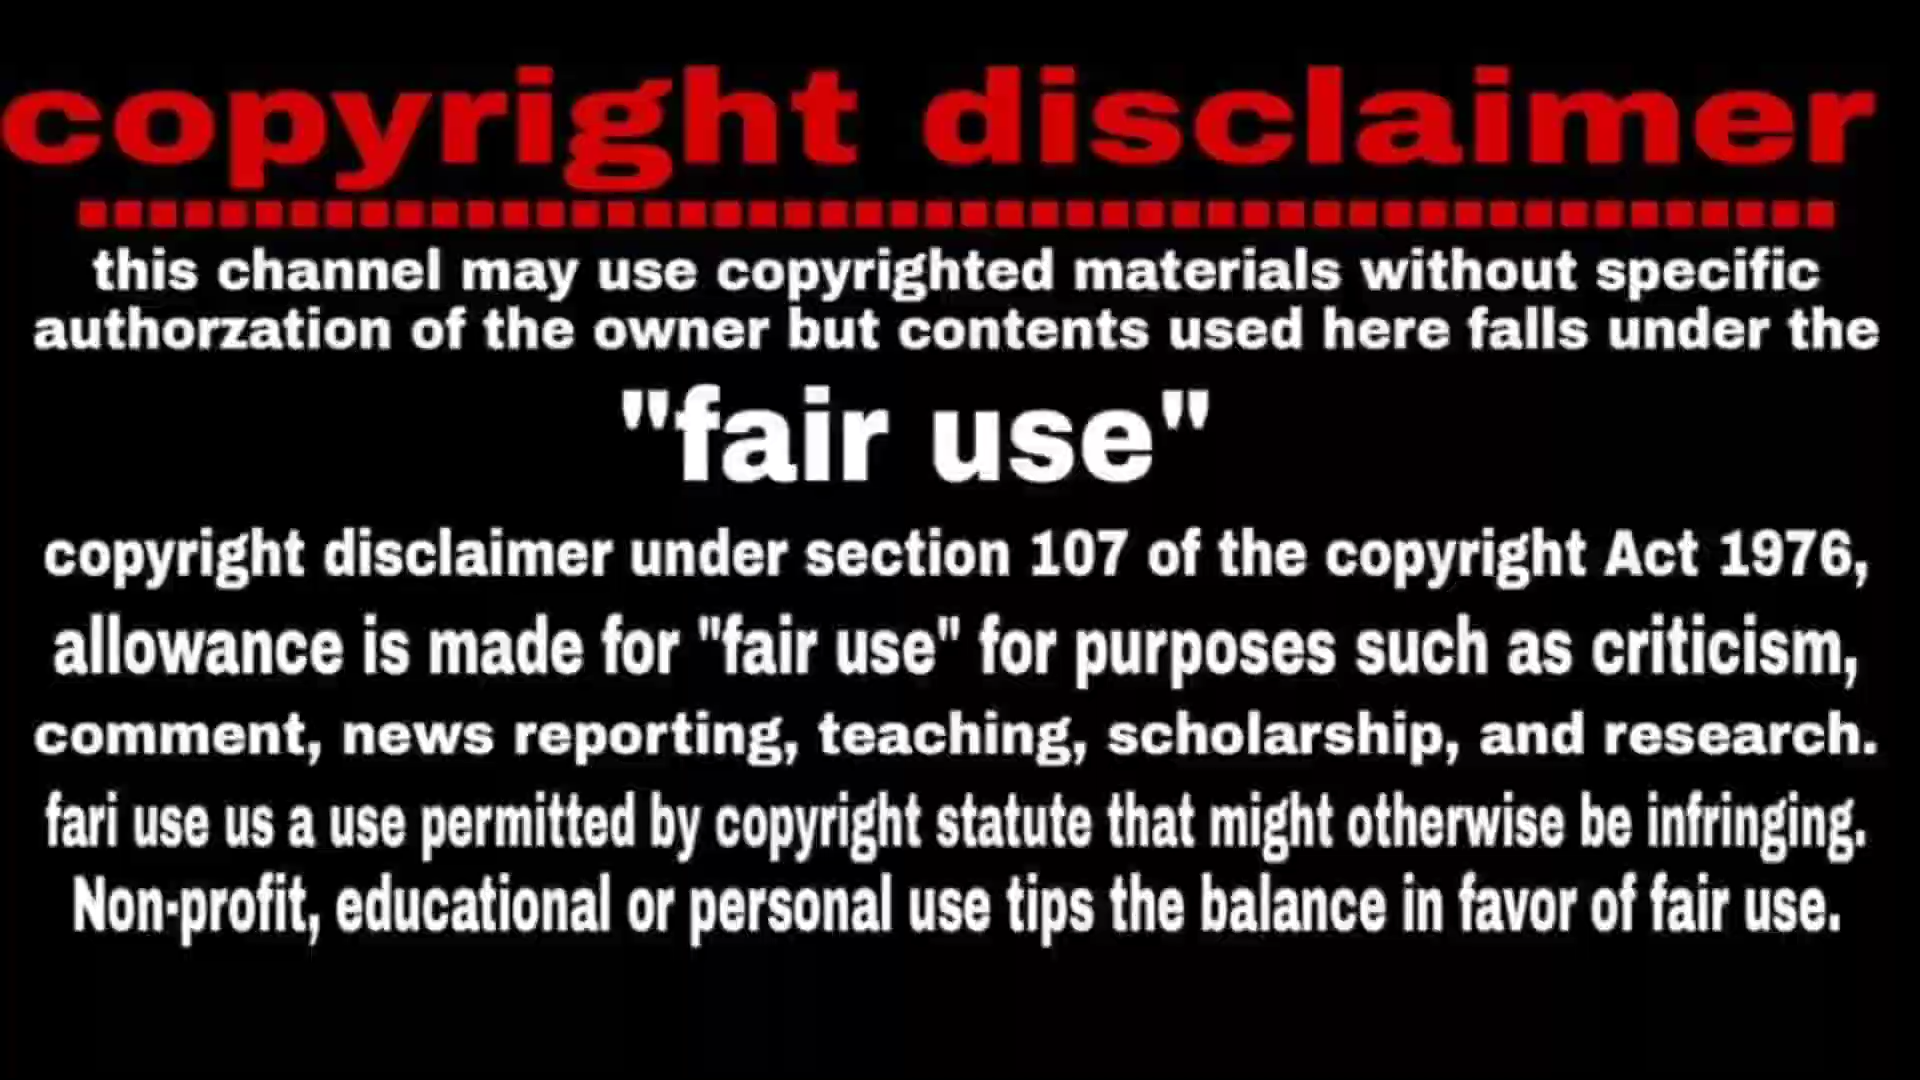 copyright disclaimer
this channel may use copyrighted materials without specific
authorzation of the owner but contents used here falls under the
"fair use"
copyright disclaimer under section 107 of the copyright Act 1976,
allowance is made for "fair use" for purposes such as criticism,
comment, news reporting, teaching, scholarship, and research.
fari use us a use permitted by copyright statute that might otherwise be infringing.
Non-profit, educational or personal use tips the balance in favor of fair use.